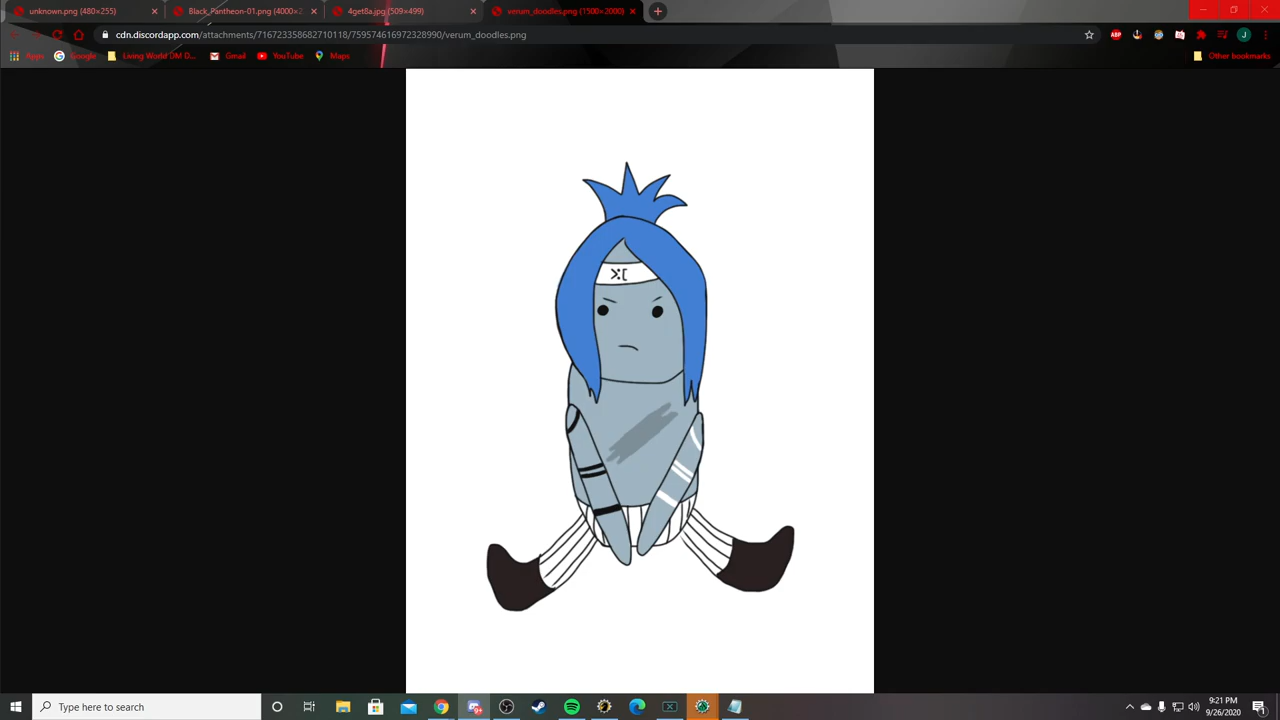 unknown.png (480×255)
Black_Pantheon-01.png (4000×2
4get8a.jpg (509×499)
verum_doodles.png (1500×2000)
cdn.discordapp.com/attachments/716723358682710118/759574616972328990/verum_doodles.png
ABP
J
Apps
Google
Living World DM D...
Gmail
YouTube
Maps
Other bookmarks
Type here to search
9:21 PM
9/26/2020